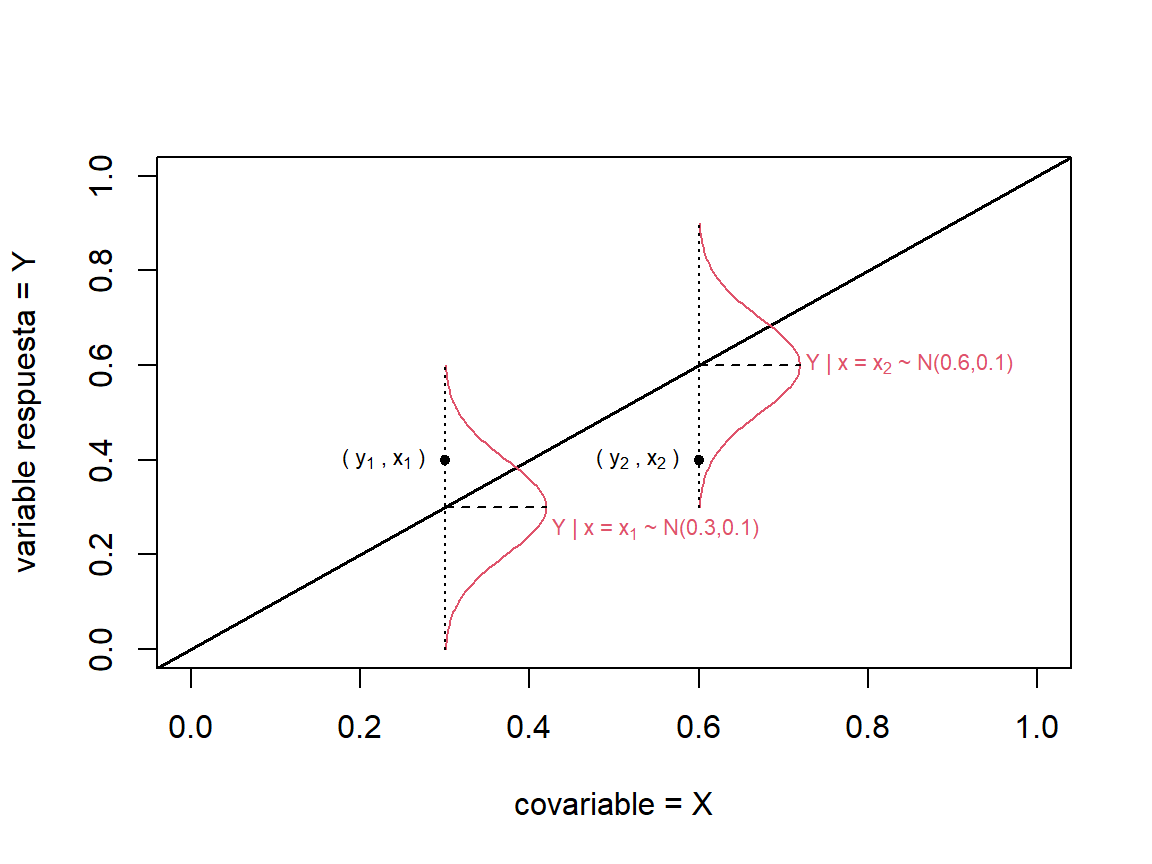 variable respuesta = Y
1.0
0.8
0.6
0.4
0.2
0.0
Y | x = x₂ ~ N(0.6,0.1)
( y₁ , x₁ )
( y₂ , x₂ )
Y | x = x₁ ~ N(0.3,0.1)
0.0 0.2 0.4 0.6 0.8 1.0
covariable = X